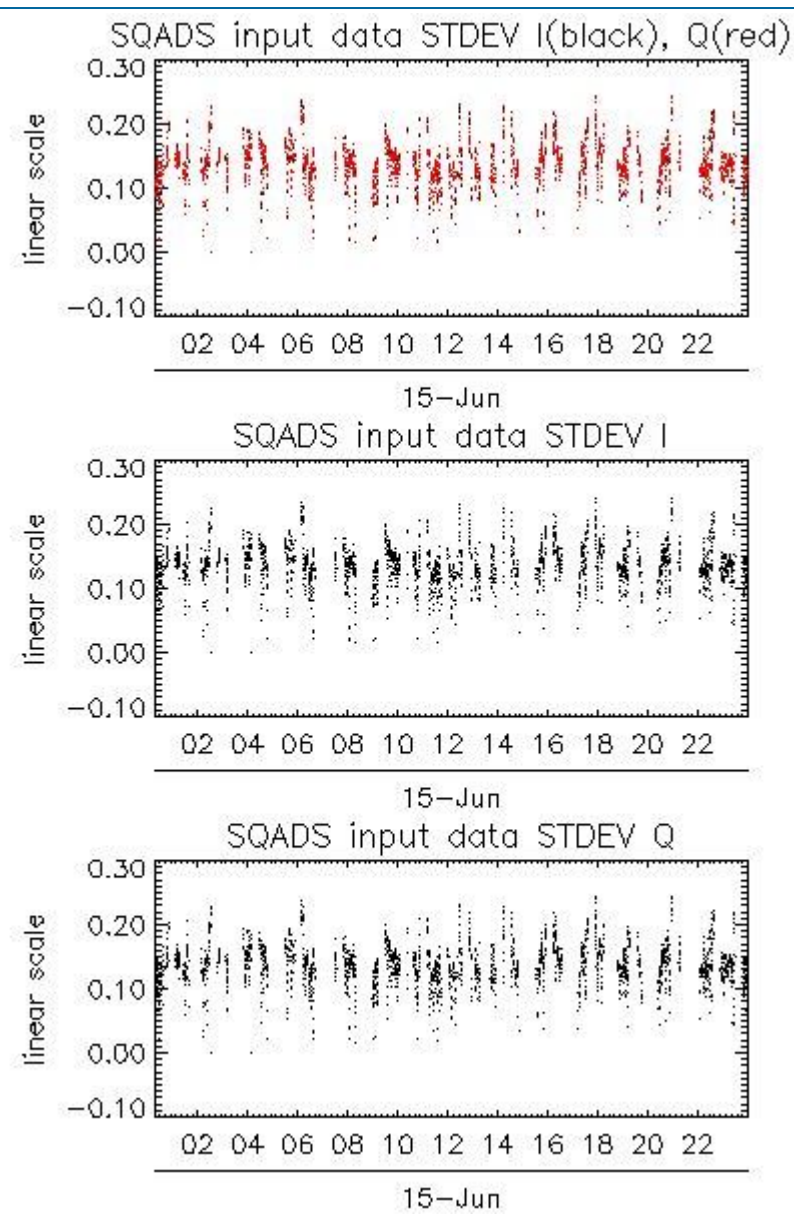 SQADS input data STDEV I(black), Q(red)
0.30
0.20
0.10
0.00
-0.10
linear scale
02 04 06 08 10 12 14 16 18 20 22
15-Jun
SQADS input data STDEV I
0.30
0.20
0.10
0.00
-0.10
linear scale
02 04 06 08 10 12 14 16 18 20 22
15-Jun
SQADS input data STDEV Q
0.30
0.20
0.10
0.00
-0.10
linear scale
02 04 06 08 10 12 14 16 18 20 22
15-Jun